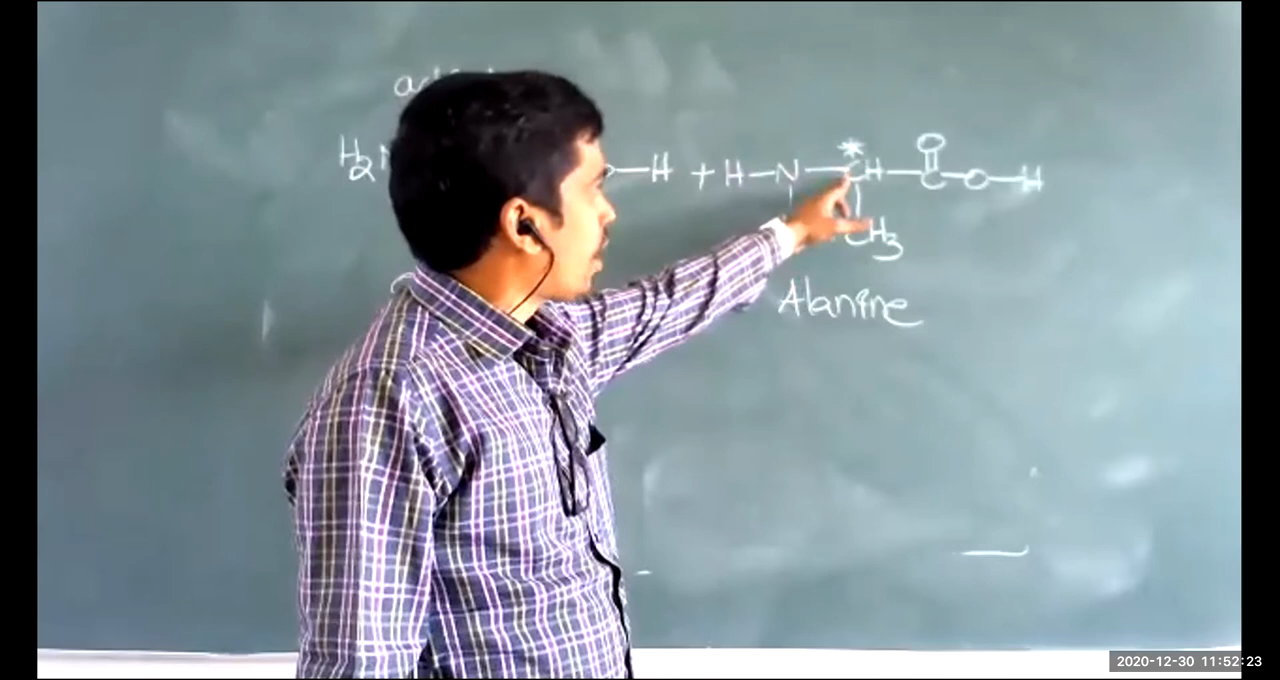 H₂N —H + H—N—*CH—C—O—H
O
CH₃
Alanine
2020-12-30 11:52:23